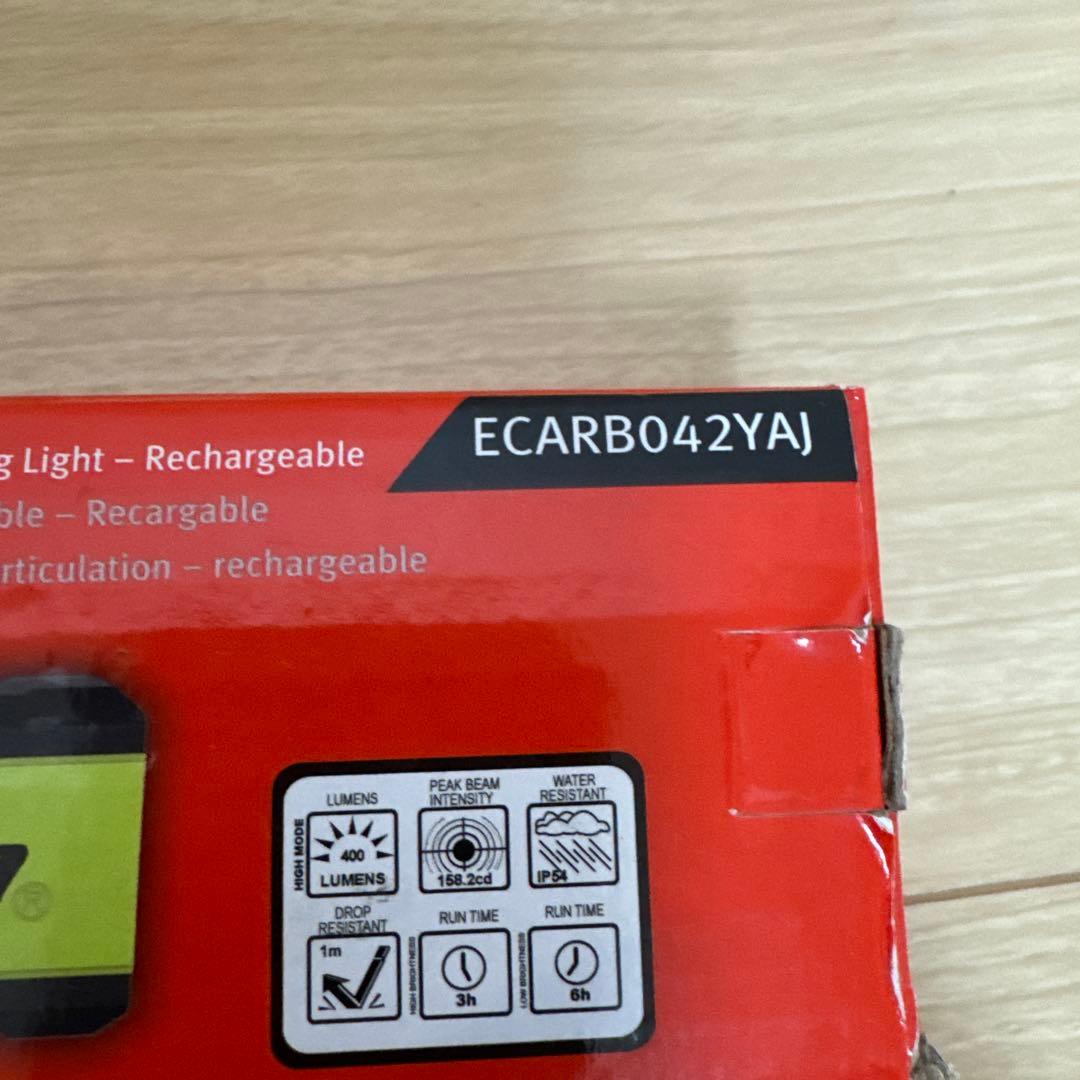 ECARB042YAJ
g Light – Rechargeable
ble – Recargable
rticulation – rechargeable
®
HIGH MODE
LUMENS
400
LUMENS
PEAK BEAM
INTENSITY
158.2cd
WATER
RESISTANT
IP54
DROP
RESISTANT
1m
HIGH BRIGHTNESS
RUN TIME
3h
LOW BRIGHTNESS
RUN TIME
6h